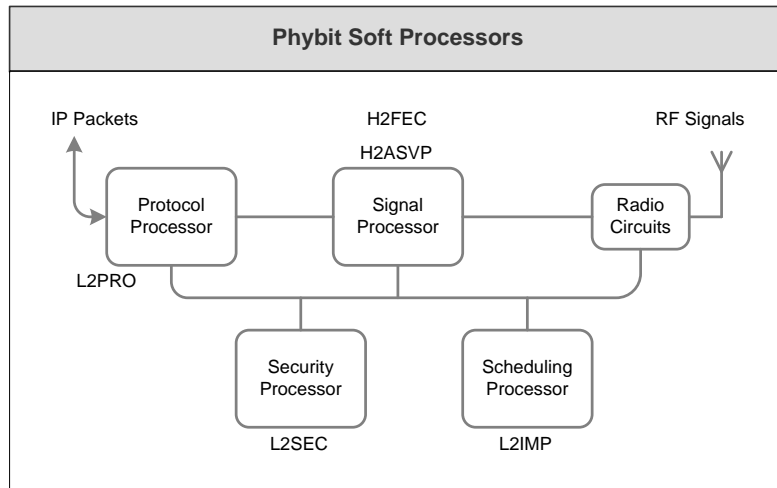 Phybit Soft Processors
IP Packets
H2FEC
RF Signals
H2ASVP
Protocol
Processor
Signal
Processor
Radio
Circuits
L2PRO
Security
Processor
Scheduling
Processor
L2SEC
L2IMP